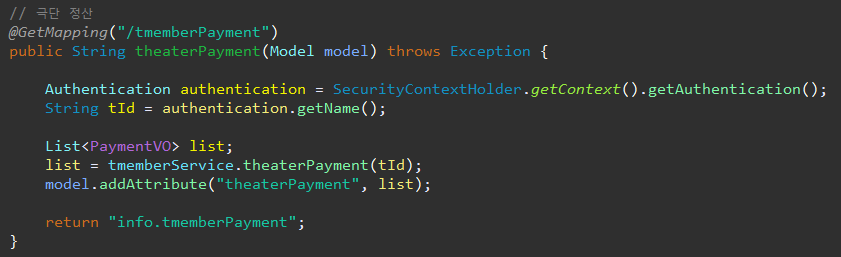 // 극단 정산
@GetMapping("/tmemberPayment")
public String theaterPayment(Model model) throws Exception {
Authentication authentication = SecurityContextHolder.getContext().getAuthentication();
String tId = authentication.getName();
List<PaymentVO> list;
list = tmemberService.theaterPayment(tId);
model.addAttribute("theaterPayment", list);
return "info.tmemberPayment";
}